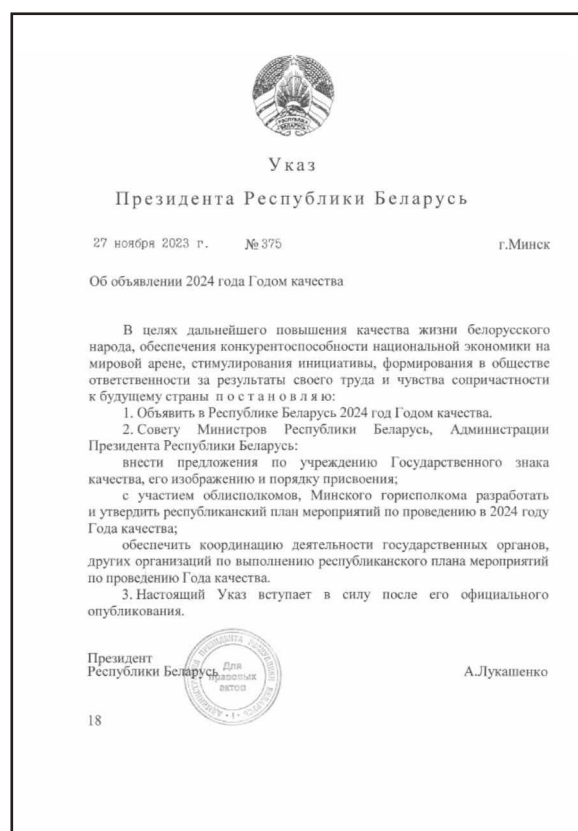 Указ
Президента Республики Беларусь
27 ноября 2023 г. № 375 г.Минск
Об объявлении 2024 года Годом качества
В целях дальнейшего повышения качества жизни белорусского
народа, обеспечения конкурентоспособности национальной экономики на
мировой арене, стимулирования инициативы, формирования в обществе
ответственности за результаты своего труда и чувства сопричастности
к будущему страны п о с т а н о в л я ю:
1. Объявить в Республике Беларусь 2024 год Годом качества.
2. Совету Министров Республики Беларусь, Администрации
Президента Республики Беларусь:
внести предложения по учреждению Государственного знака
качества, его изображению и порядку присвоения;
с участием облисполкомов, Минского горисполкома разработать
и утвердить республиканский план мероприятий по проведению в 2024 году
Года качества;
обеспечить координацию деятельности государственных органов,
других организаций по выполнению республиканского плана мероприятий
по проведению Года качества.
3. Настоящий Указ вступает в силу после его официального
опубликования.
Президент
Республики Беларусь А.Лукашенко
Для
правовых
актов
18